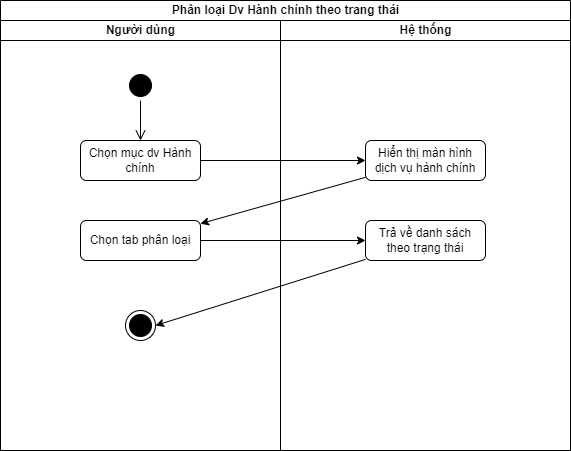 Phân loại Dv Hành chính theo trang thái
Người dùng
Hệ thống
Chọn mục dv Hành
chính
Hiển thị màn hình
dịch vụ hành chính
Chọn tab phân loại
Trả về danh sách
theo trạng thái